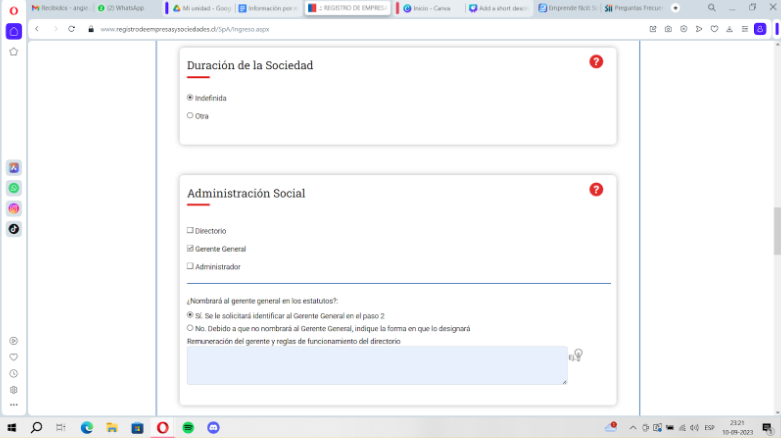 Recibidos - angie
(2) WhatsApp
Mi unidad - Goog
Información por m
:: REGISTRO DE EMPRES
Inicio - Canva
Add a short descri
Emprende fácil: S
Preguntas Frecue
www.registrodeempresasysociedades.cl/SpA/Ingreso.aspx
Duración de la Sociedad
?
Indefinida
Otra
Administración Social
?
Directorio
Gerente General
Administrador
¿Nombrará al gerente general en los estatutos?:
Sí. Se le solicitará identificar al Gerente General en el paso 2
No. Debido a que no nombrará al Gerente General, indique la forma en que lo designará
Remuneración del gerente y reglas de funcionamiento del directorio
Ej.
ESP
23:21
10-09-2023